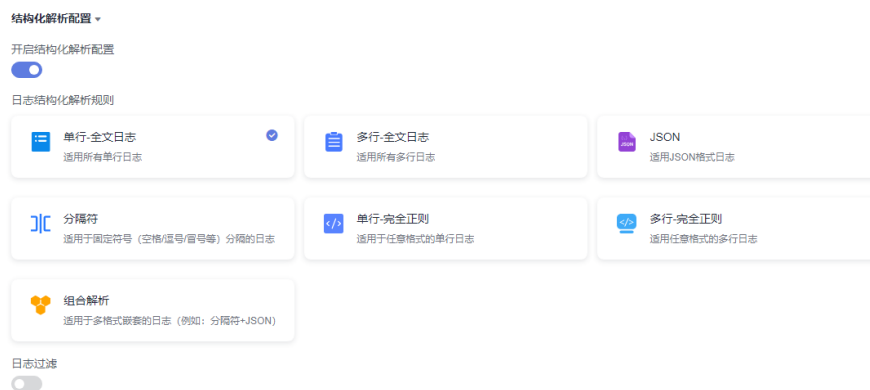 结构化解析配置
开启结构化解析配置
日志结构化解析规则
单行-全文日志
适用所有单行日志
多行-全文日志
适用所有多行日志
JSON
JSON
适用JSON格式日志
分隔符
适用于固定符号（空格/逗号/冒号等）分隔的日志
单行-完全正则
适用于任意格式的单行日志
多行-完全正则
适用任意格式的多行日志
组合解析
适用于多格式嵌套的日志（例如：分隔符+JSON）
日志过滤